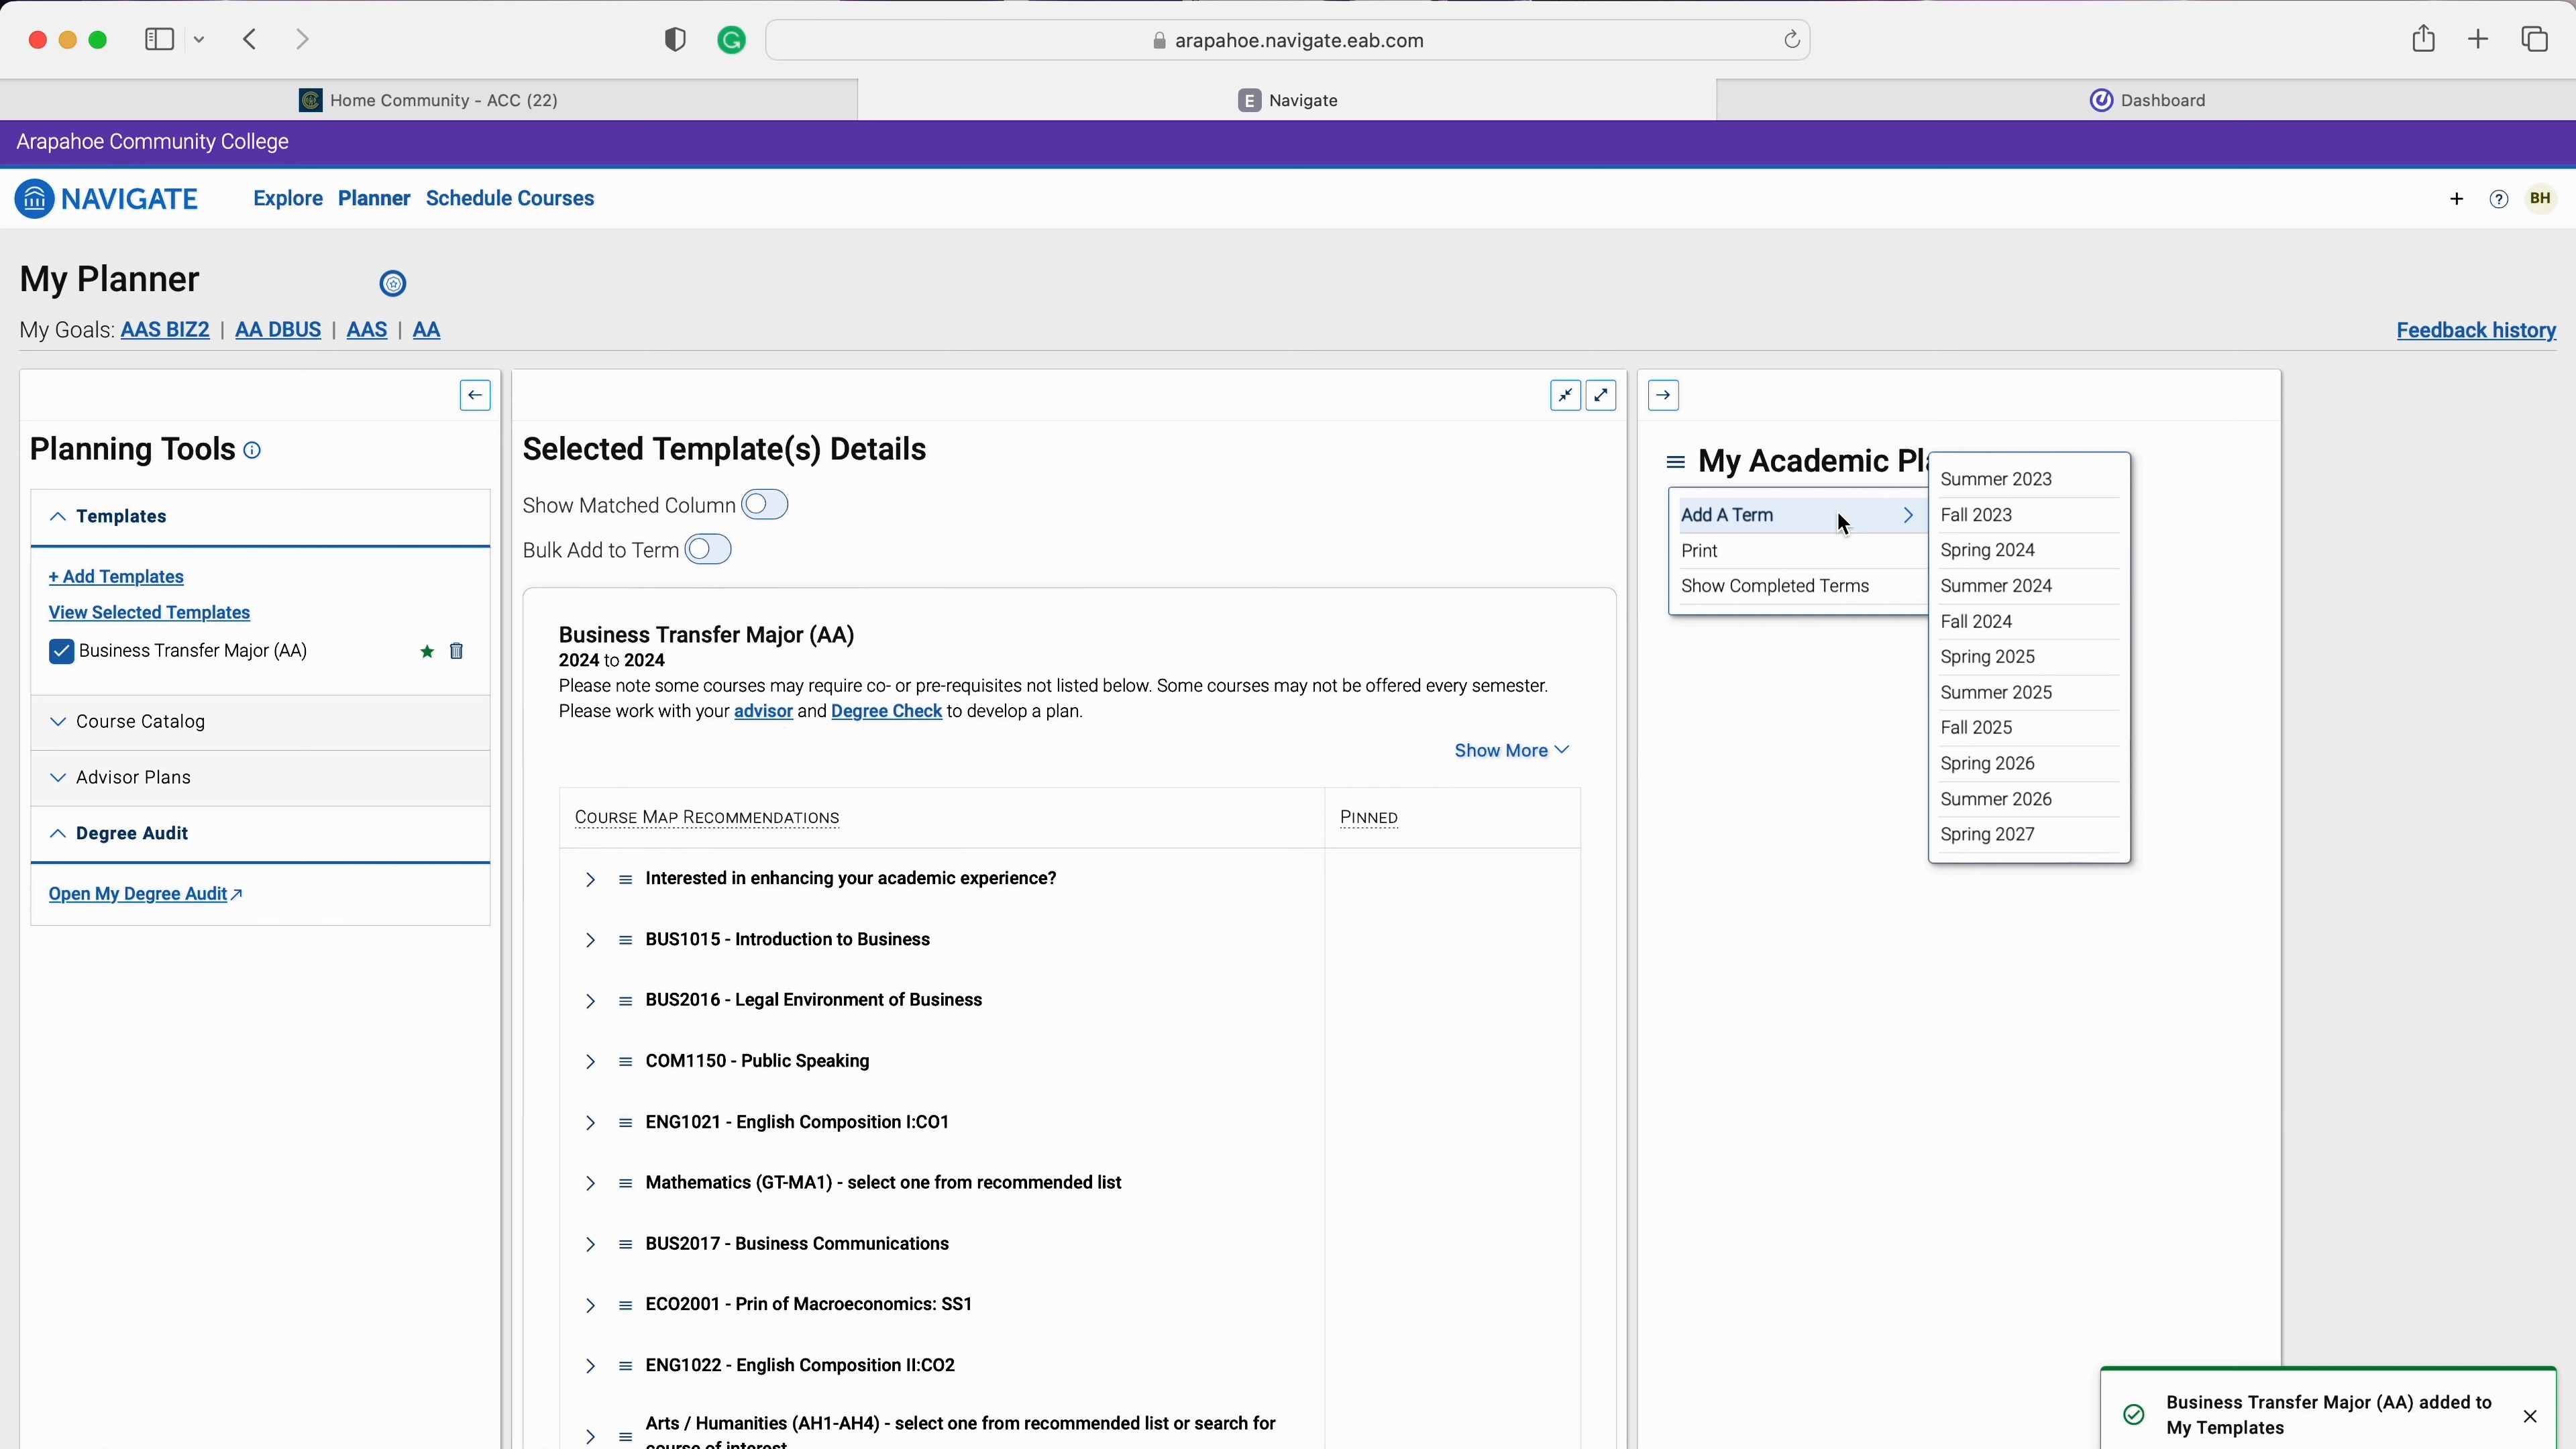 arapahoe.navigate.eab.com
Home Community - ACC (22)
E Navigate
Dashboard
Arapahoe Community College
NAVIGATE
Explore Planner Schedule Courses
+ ? BH
My Planner
My Goals: AAS BIZ2 | AA DBUS | AAS | AA
Feedback history
Planning Tools
Templates
+ Add Templates
View Selected Templates
Business Transfer Major (AA)
Course Catalog
Advisor Plans
Degree Audit
Open My Degree Audit
Selected Template(s) Details
Show Matched Column
Bulk Add to Term
Business Transfer Major (AA)
2024 to 2024
Please note some courses may require co- or pre-requisites not listed below. Some courses may not be offered every semester.
Please work with your advisor and Degree Check to develop a plan.
Show More
COURSE MAP RECOMMENDATIONS
PINNED
Interested in enhancing your academic experience?
BUS1015 - Introduction to Business
BUS2016 - Legal Environment of Business
COM1150 - Public Speaking
ENG1021 - English Composition I:CO1
Mathematics (GT-MA1) - select one from recommended list
BUS2017 - Business Communications
ECO2001 - Prin of Macroeconomics: SS1
ENG1022 - English Composition II:CO2
Arts / Humanities (AH1-AH4) - select one from recommended list or search for
course of interest
My Academic Pl
Add A Term
Print
Show Completed Terms
Summer 2023
Fall 2023
Spring 2024
Summer 2024
Fall 2024
Spring 2025
Summer 2025
Fall 2025
Spring 2026
Summer 2026
Spring 2027
Business Transfer Major (AA) added to
My Templates